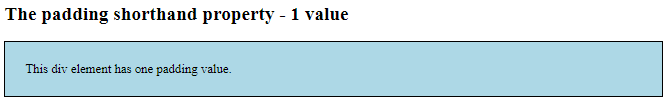 The padding shorthand property - 1 value
This div element has one padding value.